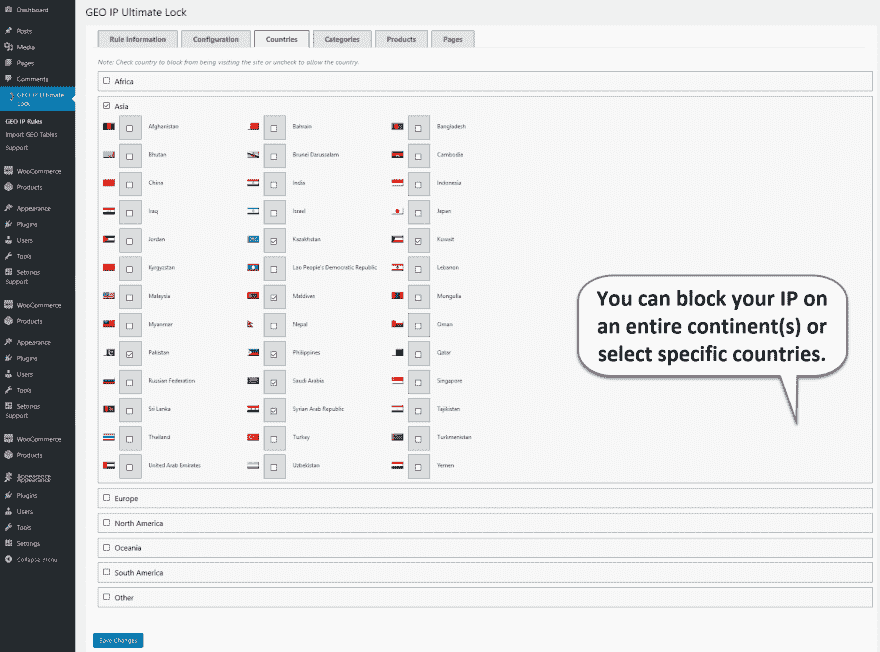 GEO IP Ultimate Lock
Rule Information
Configuration
Countries
Categories
Products
Pages
Note: Check country to block from being visiting the site or uncheck to allow the country
Africa
Asia
Afghanistan
Bahrain
Bangladesh
Bhutan
Brunei Darussalam
Cambodia
China
India
Indonesia
Iraq
Israel
Japan
Jordan
Kazakhstan
Kuwait
Kyrgyzstan
Lao People's Democratic Republic
Lebanon
Malaysia
Maldives
Mongolia
Myanmar
Nepal
Oman
Pakistan
Philippines
Qatar
Russian Federation
Saudi Arabia
Singapore
Sri Lanka
Syrian Arab Republic
Tajikistan
Thailand
Turkey
Turkmenistan
United Arab Emirates
Uzbekistan
Yemen
Europe
North America
Oceania
South America
Other
Save Changes
You can block your IP on
an entire continent(s) or
select specific countries.
Dashboard
Posts
Media
Pages
Comments
GEO IP Ultimate
Lock
GEO IP Rules
Import GEO Tables
Support
WooCommerce
Products
Appearance
Plugins
Users
Tools
Settings
Support
WooCommerce
Products
Appearance
Plugins
Users
Tools
Settings
Support
WooCommerce
Products
Appearance
Plugins
Users
Tools
Settings
Collapse menu